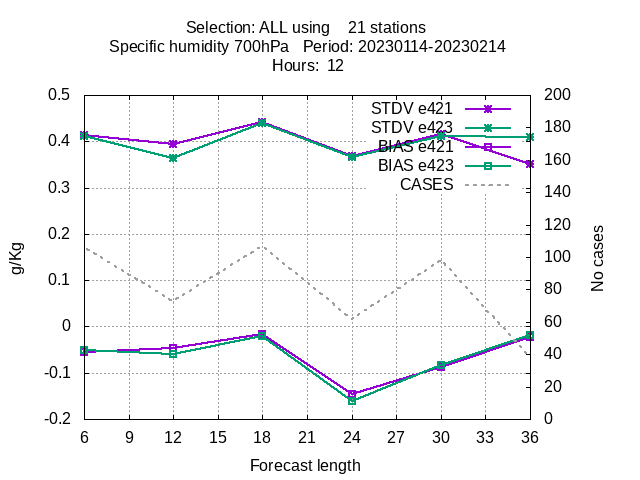 Selection: ALL using 21 stations
Specific humidity 700hPa Period: 20230114-20230214
Hours: 12
STDV e421
STDV e423
BIAS e421
BIAS e423
CASES
g/Kg
0.5
0.4
0.3
0.2
0.1
0
-0.1
-0.2
200
180
160
140
120
100
80
60
40
20
0
No cases
6 9 12 15 18 21 24 27 30 33 36
Forecast length